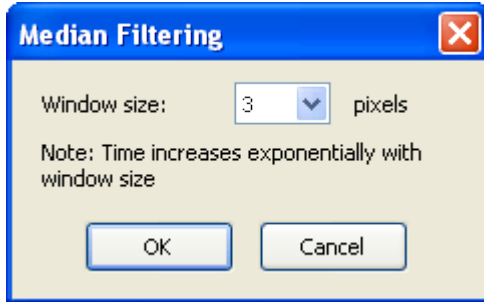 Median Filtering
Window size: 3 pixels
Note: Time increases exponentially with
window size
OK Cancel